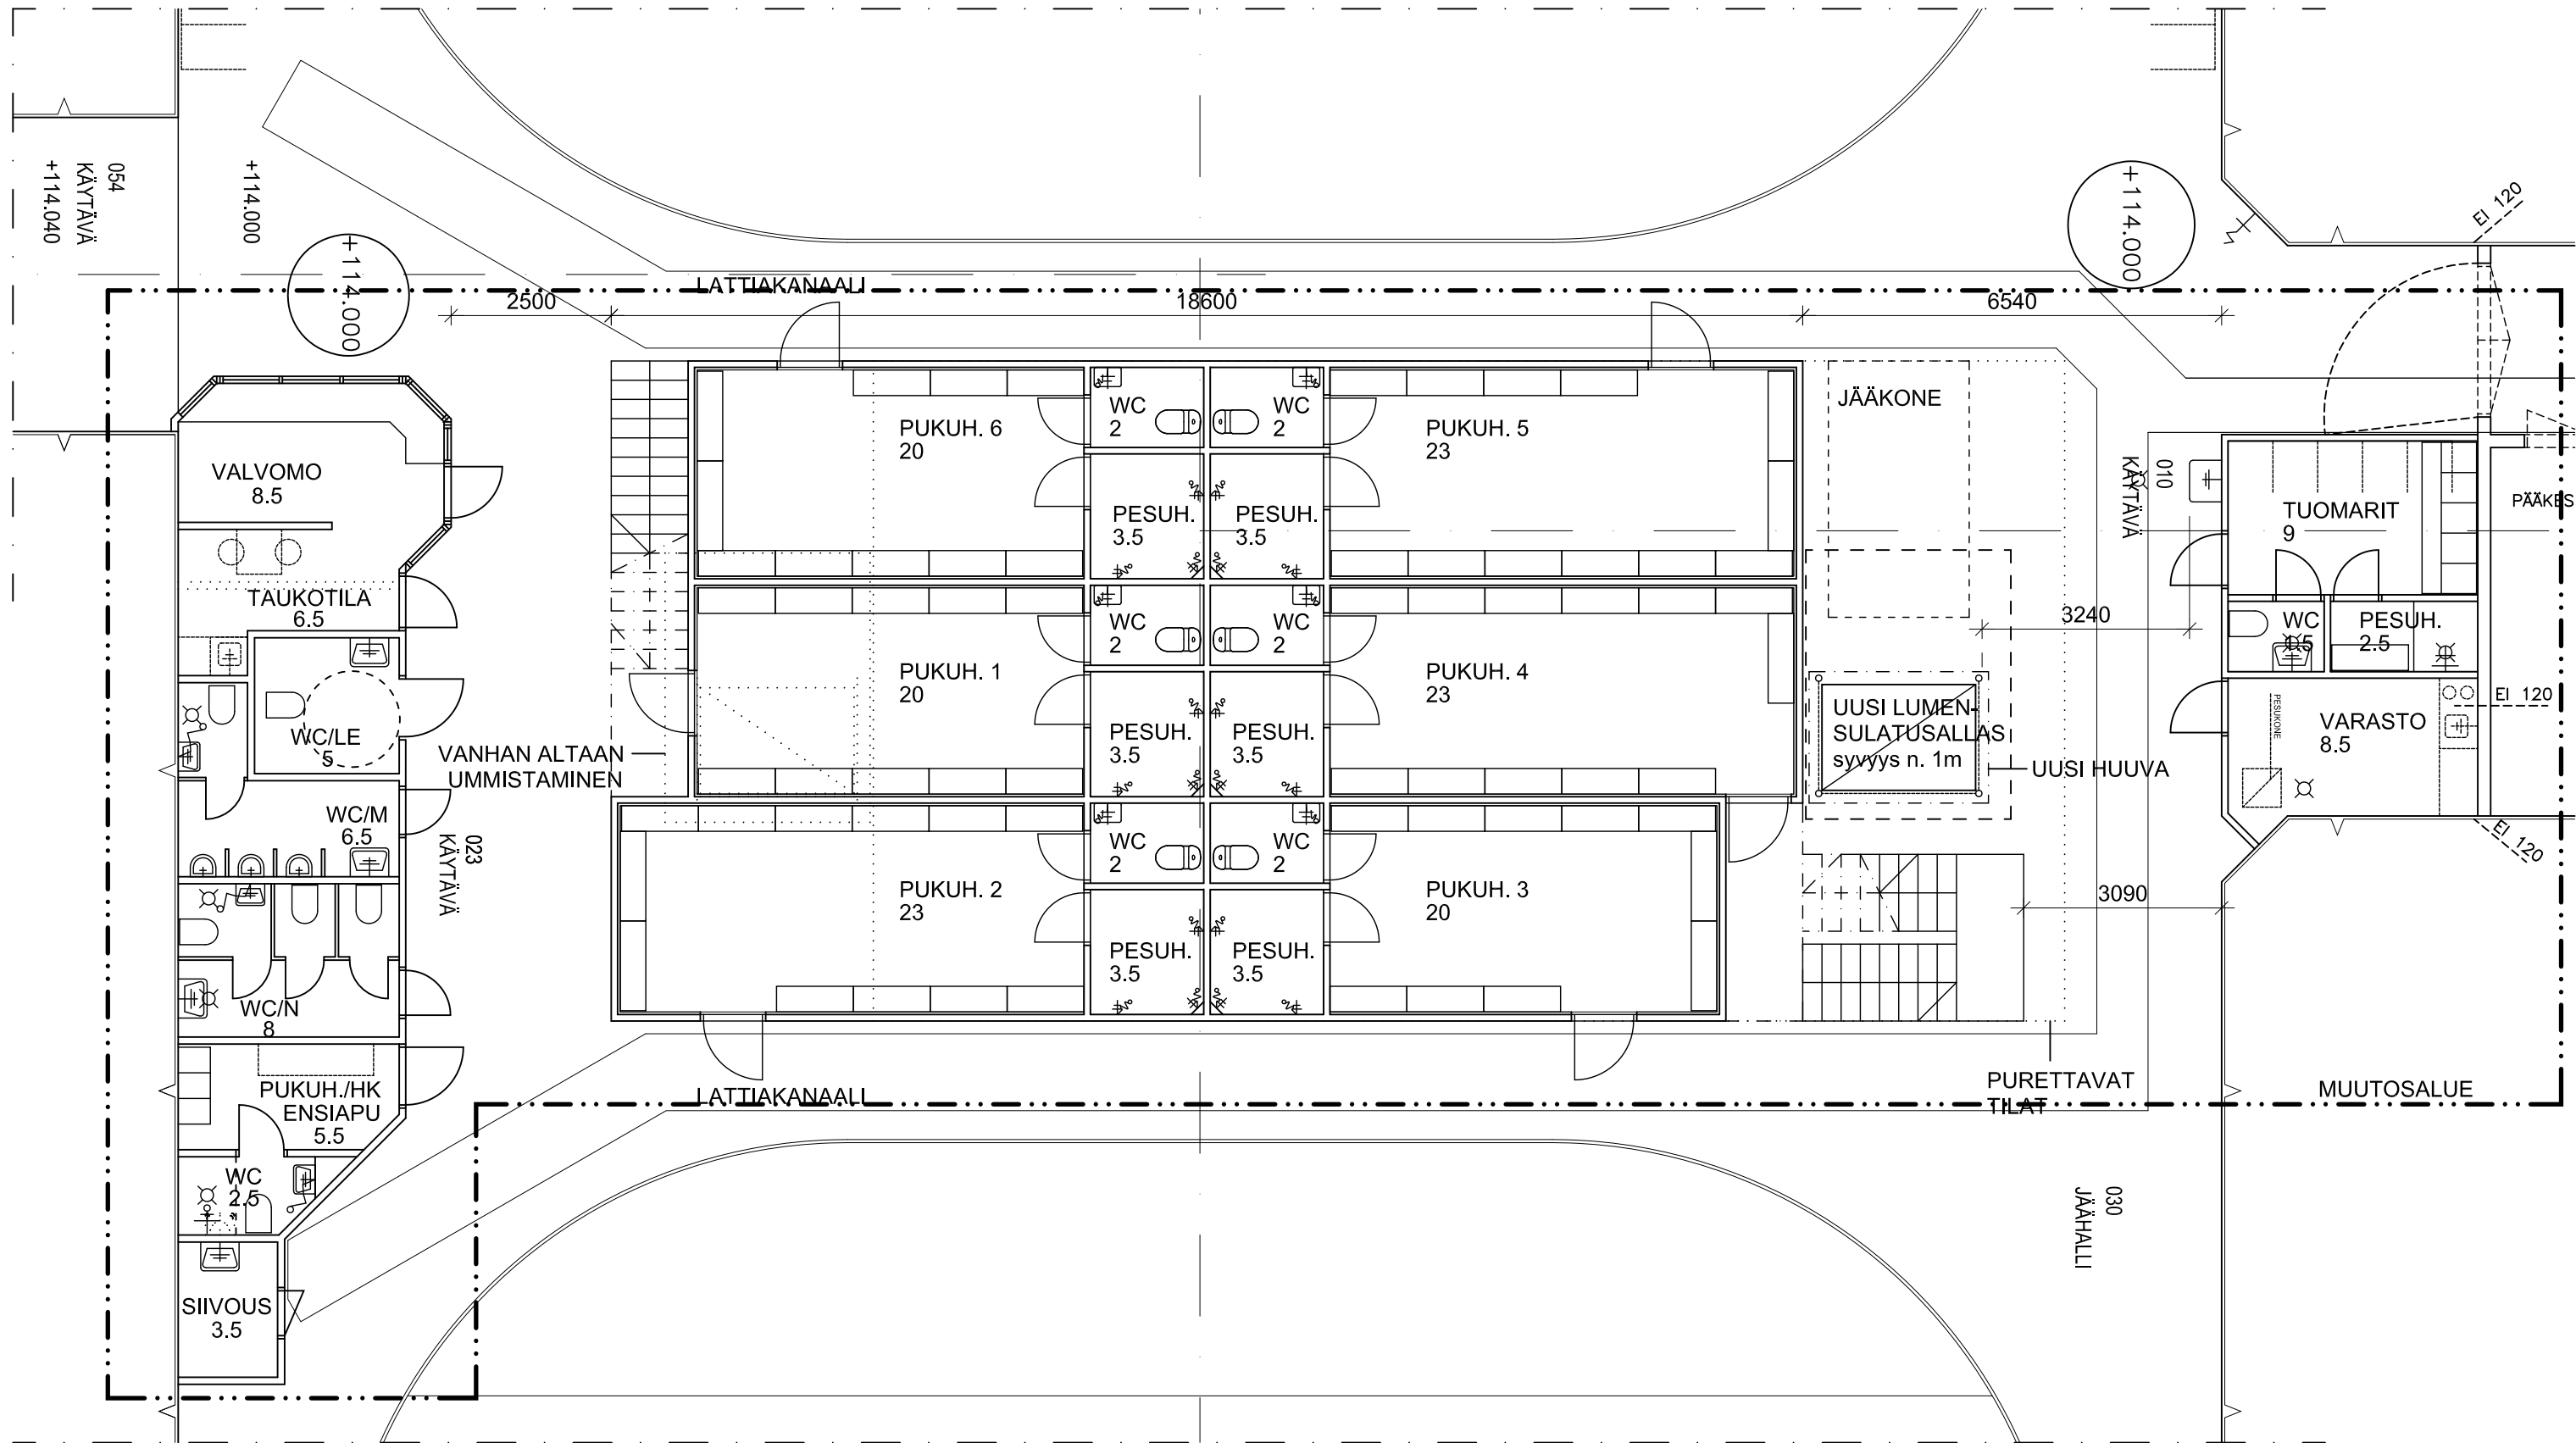 054
KÄYTÄVÄ
+114.040
+114.000
+114.000
+114.000
EI 120
LATTIAKANAALI
2500
18600
6540
VALVOMO
8.5
TAUKOTILA
6.5
WC/LE
5
WC/M
6.5
WC/N
8
PUKUH./HK
ENSIAPU
5.5
WC
2.5
SIIVOUS
3.5
023
KÄYTÄVÄ
VANHAN ALTAAN
UMMISTAMINEN
PUKUH. 6
20
WC
2
WC
2
PUKUH. 5
23
PESUH.
3.5
PESUH.
3.5
PUKUH. 1
20
WC
2
WC
2
PUKUH. 4
23
PESUH.
3.5
PESUH.
3.5
PUKUH. 2
23
WC
2
WC
2
PUKUH. 3
20
PESUH.
3.5
PESUH.
3.5
JÄÄKONE
UUSI LUMEN-
SULATUSALLAS
syvyys n. 1m
UUSI HUUVA
3240
3090
010
KÄYTÄVÄ
TUOMARIT
9
WC
1.5
PESUH.
2.5
PESUKONE
VARASTO
8.5
PÄÄKES
EI 120
EI 120
LATTIAKANAALI
PURETTAVAT
TILAT
MUUTOSALUE
030
JÄÄHALLI